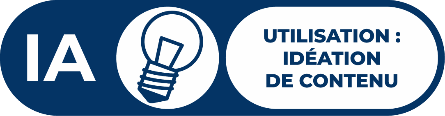 IA
UTILISATION :
IDÉATION
DE CONTENU